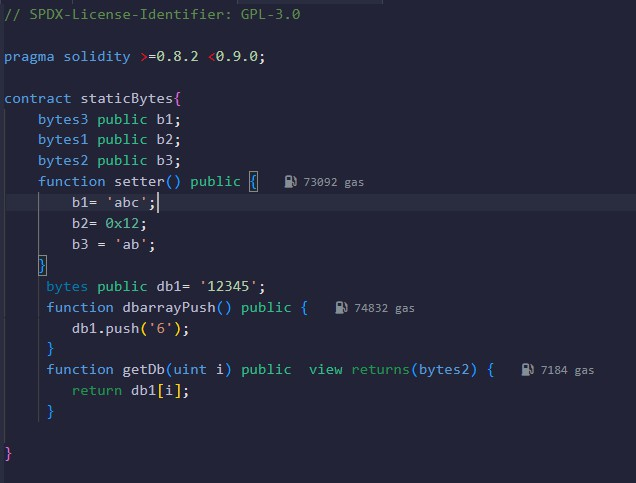 // SPDX-License-Identifier: GPL-3.0
pragma solidity >=0.8.2 <0.9.0;
contract staticBytes{
bytes3 public b1;
bytes1 public b2;
bytes2 public b3;
function setter() public { 73092 gas
b1= 'abc';
b2= 0x12;
b3 = 'ab';
}
bytes public db1= '12345';
function dbarrayPush() public { 74832 gas
db1.push('6');
}
function getDb(uint i) public  view returns(bytes2) { 7184 gas
return db1[i];
}
}